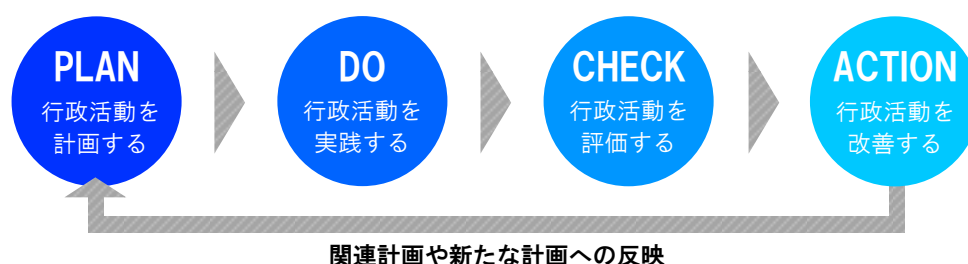 PLAN
行政活動を
計画する
DO
行政活動を
実践する
CHECK
行政活動を
評価する
ACTION
行政活動を
改善する
関連計画や新たな計画への反映